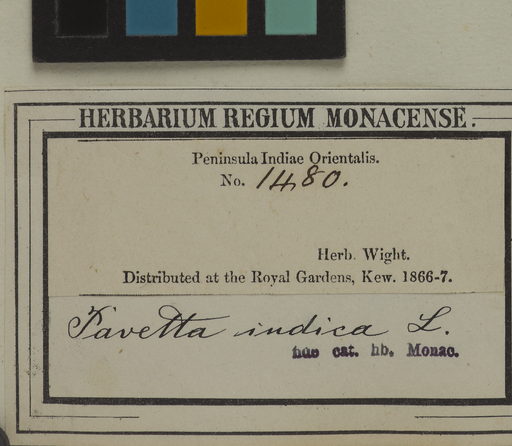 HERBARIUM REGIUM MONACENSE.
Peninsula Indiae Orientalis.
No. 1480.
Herb. Wight.
Distributed at the Royal Gardens, Kew. 1866-7.
Pavetta indica L.
huc cat. hb. Monac.